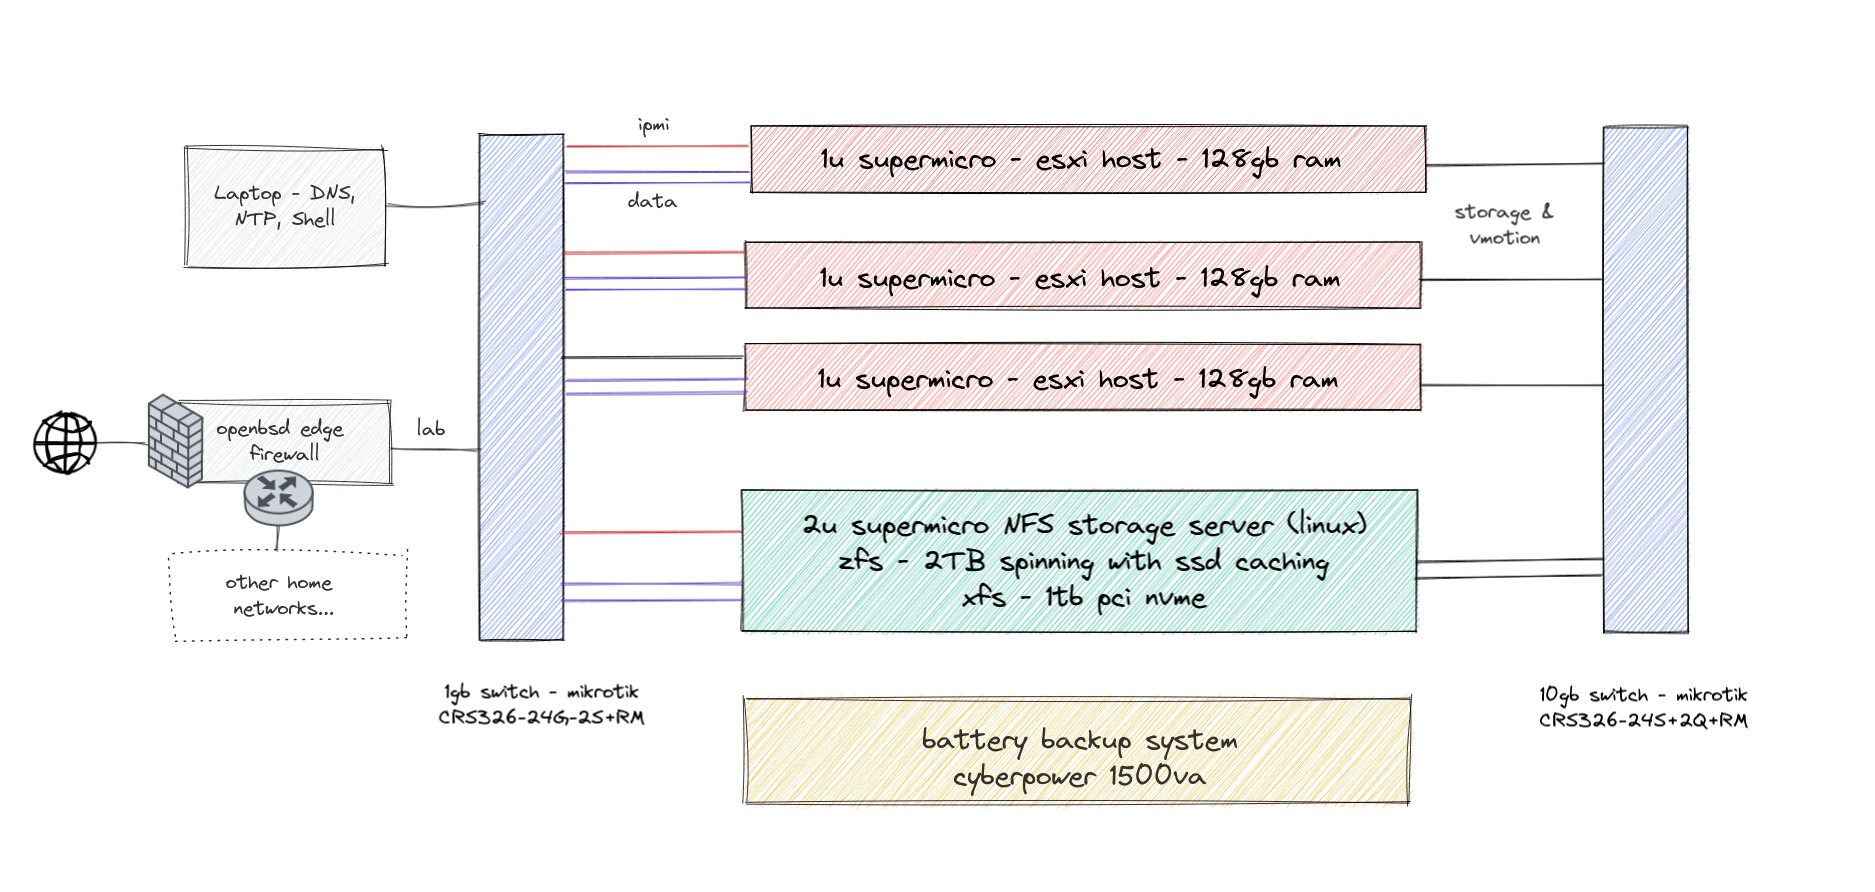 ipmi
1u supermicro - esxi host - 128gb ram
Laptop - DNS,
NTP, Shell
data
storage &
vmotion
1u supermicro - esxi host - 128gb ram
1u supermicro - esxi host - 128gb ram
openbsd edge
firewall
lab
2u supermicro NFS storage server (linux)
zfs - 2TB spinning with ssd caching
xfs - 1tb pci nvme
other home
networks...
1gb switch - mikrotik
CRS326-24G-2S+RM
10gb switch - mikrotik
CRS326-24S+2Q+RM
battery backup system
cyberpower 1500va